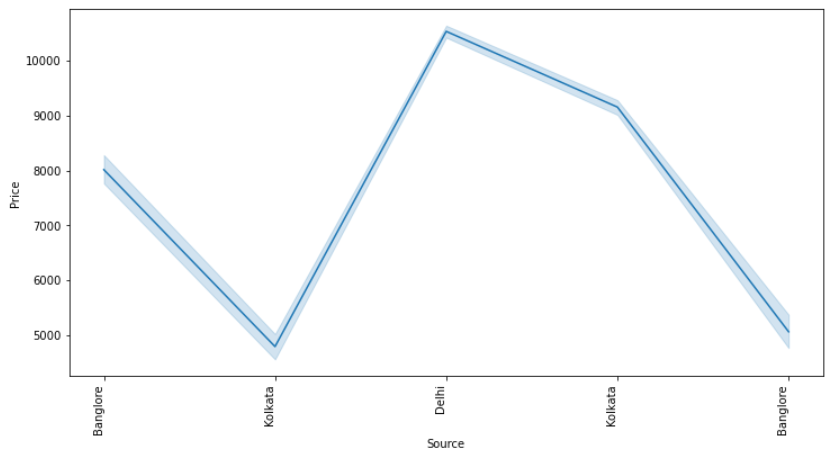 10000
9000
8000
7000
6000
5000
Price
Banglore
Kolkata
Delhi
Kolkata
Banglore
Source